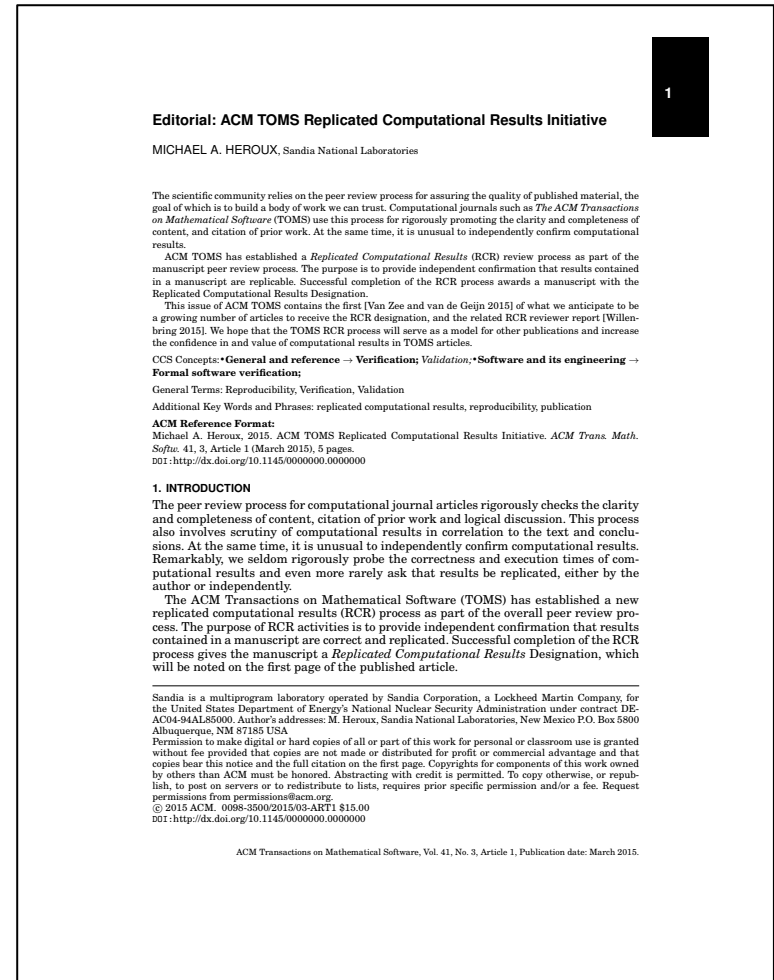 1
Editorial: ACM TOMS Replicated Computational Results Initiative
MICHAEL A. HEROUX, Sandia National Laboratories
The scientific community relies on the peer review process for assuring the quality of published material, the
goal of which is to build a body of work we can trust. Computational journals such as The ACM Transactions
on Mathematical Software (TOMS) use this process for rigorously promoting the clarity and completeness of
content, and citation of prior work. At the same time, it is unusual to independently confirm computational
results.
ACM TOMS has established a Replicated Computational Results (RCR) review process as part of the
manuscript peer review process. The purpose is to provide independent confirmation that results contained
in a manuscript are replicable. Successful completion of the RCR process awards a manuscript with the
Replicated Computational Results Designation.
This issue of ACM TOMS contains the first [Van Zee and van de Geijn 2015] of what we anticipate to be
a growing number of articles to receive the RCR designation, and the related RCR reviewer report [Willen-
bring 2015]. We hope that the TOMS RCR process will serve as a model for other publications and increase
the confidence in and value of computational results in TOMS articles.
CCS Concepts:•General and reference → Verification; Validation;•Software and its engineering →
Formal software verification;
General Terms: Reproducibility, Verification, Validation
Additional Key Words and Phrases: replicated computational results, reproducibility, publication
ACM Reference Format:
Michael A. Heroux, 2015. ACM TOMS Replicated Computational Results Initiative. ACM Trans. Math.
Softw. 41, 3, Article 1 (March 2015), 5 pages.
DOI:http://dx.doi.org/10.1145/0000000.0000000
1. INTRODUCTION
The peer review process for computational journal articles rigorously checks the clarity
and completeness of content, citation of prior work and logical discussion. This process
also involves scrutiny of computational results in correlation to the text and conclu-
sions. At the same time, it is unusual to independently confirm computational results.
Remarkably, we seldom rigorously probe the correctness and execution times of com-
putational results and even more rarely ask that results be replicated, either by the
author or independently.
The ACM Transactions on Mathematical Software (TOMS) has established a new
replicated computational results (RCR) process as part of the overall peer review pro-
cess. The purpose of RCR activities is to provide independent confirmation that results
contained in a manuscript are correct and replicated. Successful completion of the RCR
process gives the manuscript a Replicated Computational Results Designation, which
will be noted on the first page of the published article.
Sandia is a multiprogram laboratory operated by Sandia Corporation, a Lockheed Martin Company, for
the United States Department of Energy's National Nuclear Security Administration under contract DE-
AC04-94AL85000. Author's addresses: M. Heroux, Sandia National Laboratories, New Mexico P.O. Box 5800
Albuquerque, NM 87185 USA
Permission to make digital or hard copies of all or part of this work for personal or classroom use is granted
without fee provided that copies are not made or distributed for profit or commercial advantage and that
copies bear this notice and the full citation on the first page. Copyrights for components of this work owned
by others than ACM must be honored. Abstracting with credit is permitted. To copy otherwise, or repub-
lish, to post on servers or to redistribute to lists, requires prior specific permission and/or a fee. Request
permissions from permissions@acm.org.
© 2015 ACM. 0098-3500/2015/03-ART1 $15.00
DOI:http://dx.doi.org/10.1145/0000000.0000000
ACM Transactions on Mathematical Software, Vol. 41, No. 3, Article 1, Publication date: March 2015.